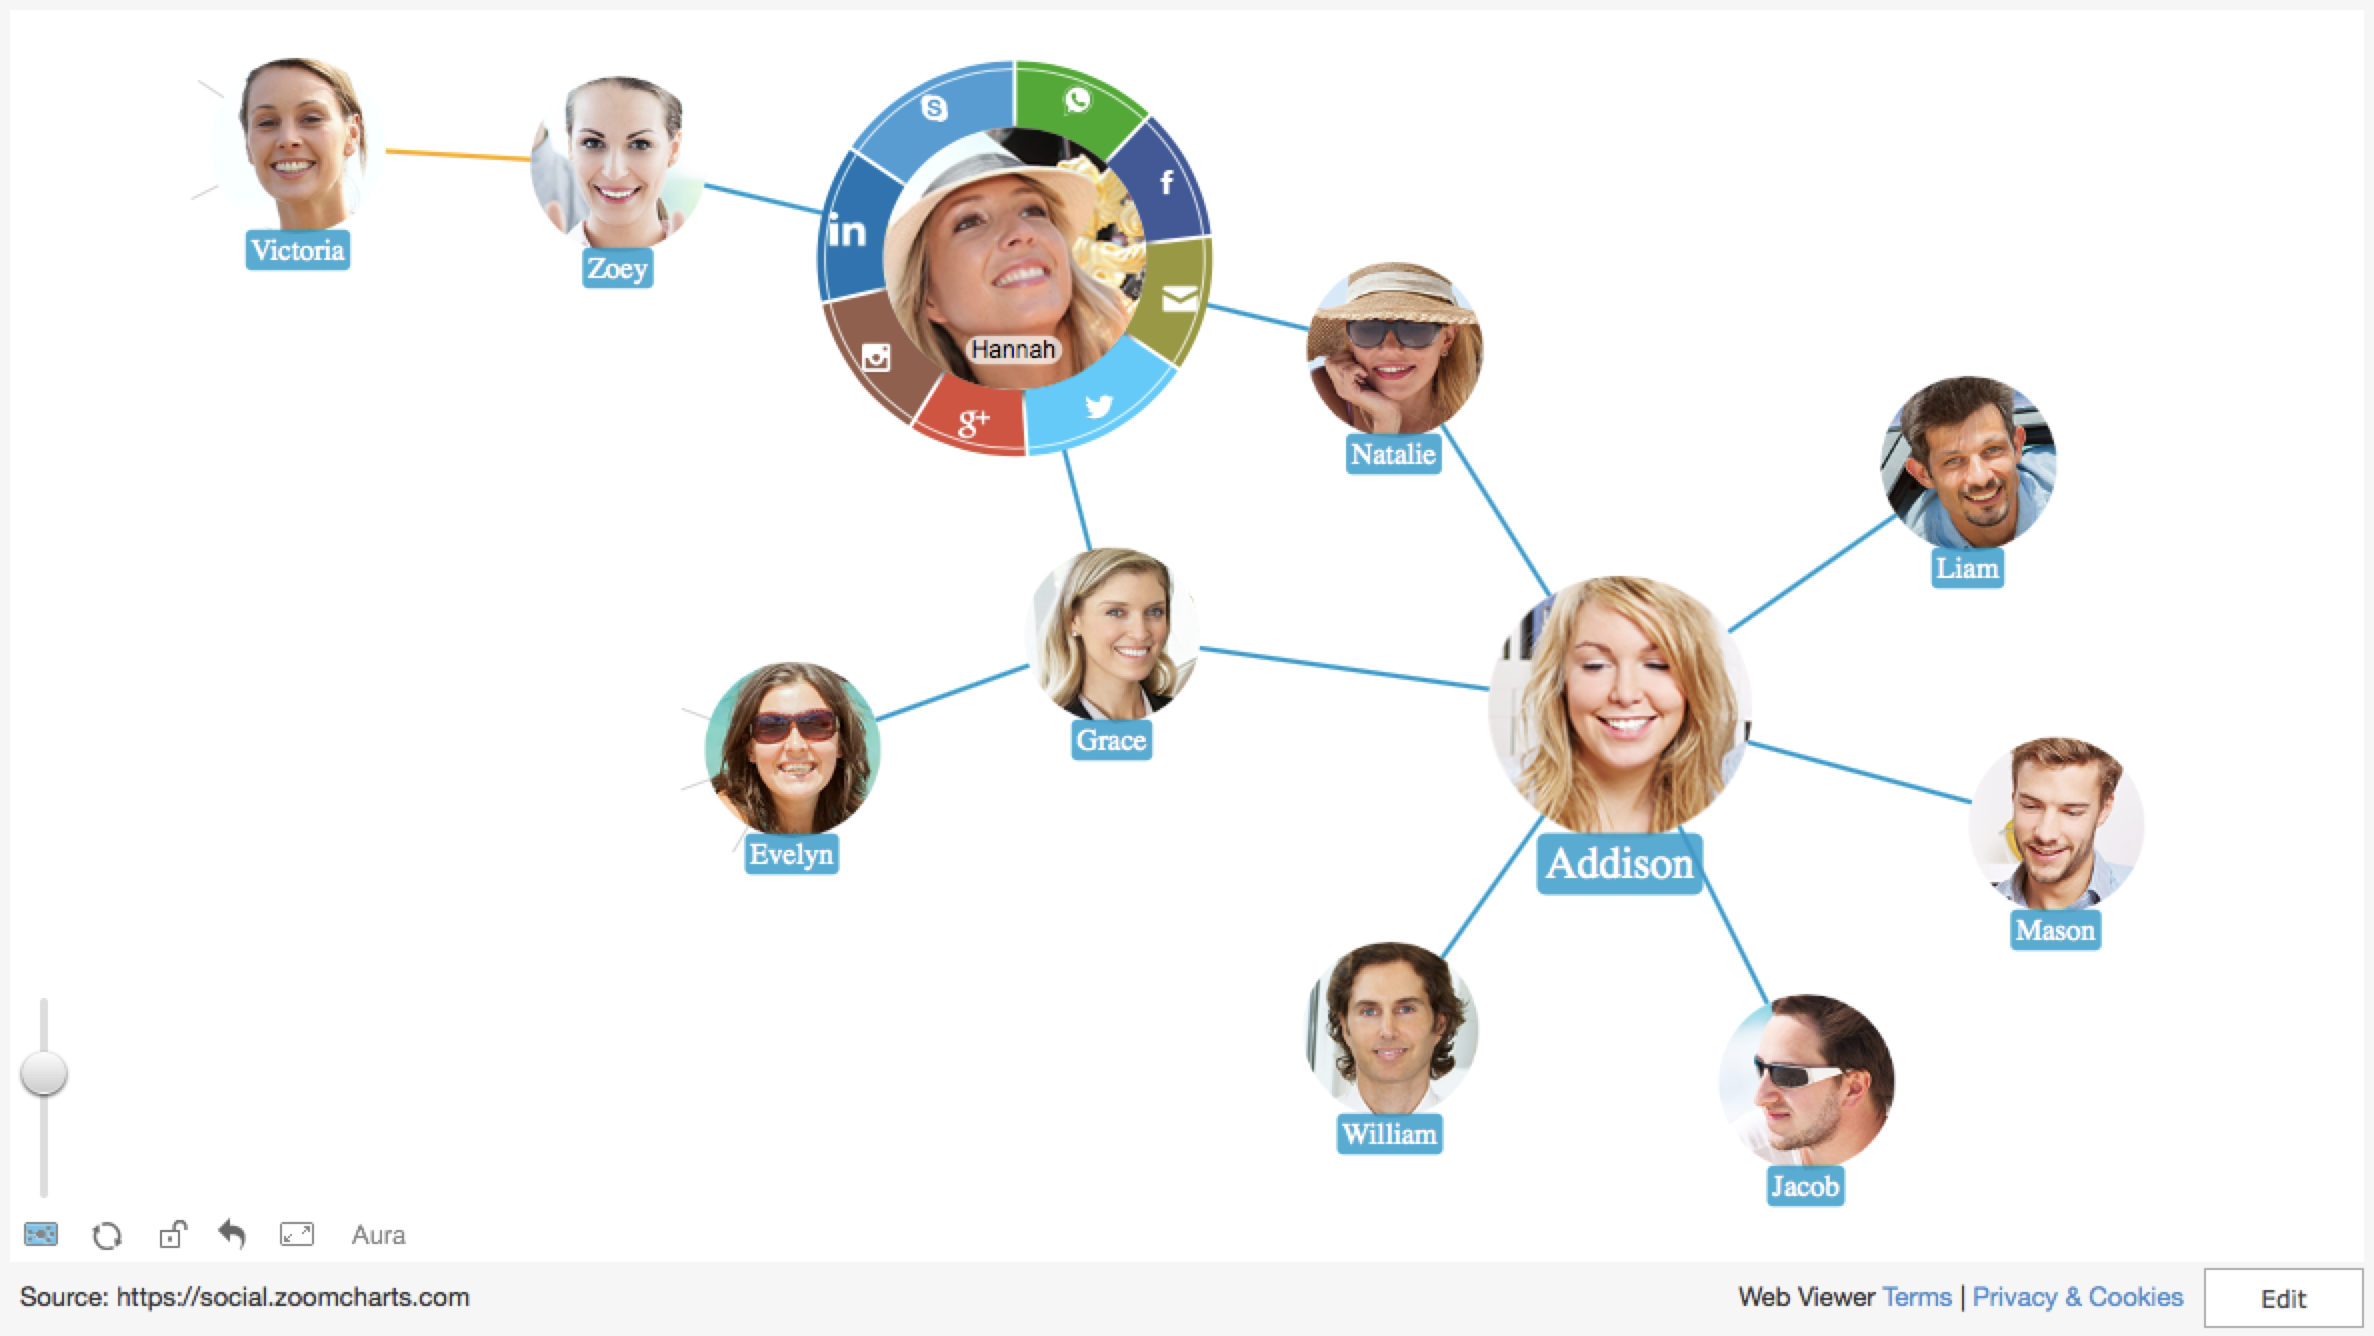 Victoria
Zoey
in
f
Hannah
g+
Natalie
Liam
Grace
Evelyn
Addison
Mason
William
Jacob
Aura
Source: https://social.zoomcharts.com
Web Viewer Terms | Privacy & Cookies
Edit